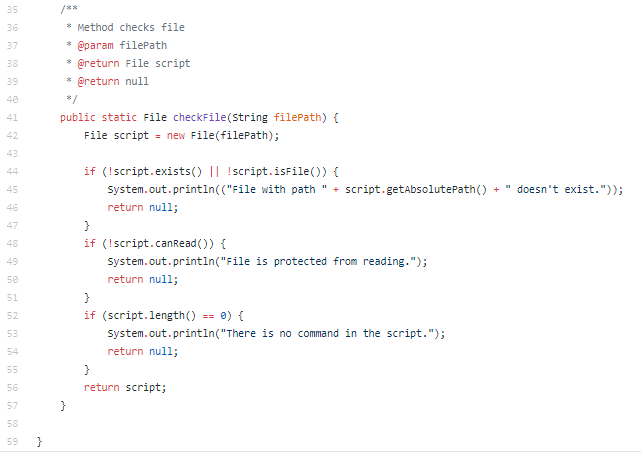 35 /**
36 * Method checks file
37 * @param filePath
38 * @return File script
39 * @return null
40 */
41 public static File checkFile(String filePath) {
42 File script = new File(filePath);
43
44 if (!script.exists() || !script.isFile()) {
45 System.out.println(("File with path " + script.getAbsolutePath() + " doesn't exist."));
46 return null;
47 }
48 if (!script.canRead()) {
49 System.out.println("File is protected from reading.");
50 return null;
51 }
52 if (script.length() == 0) {
53 System.out.println("There is no command in the script.");
54 return null;
55 }
56 return script;
57 }
58
59 }